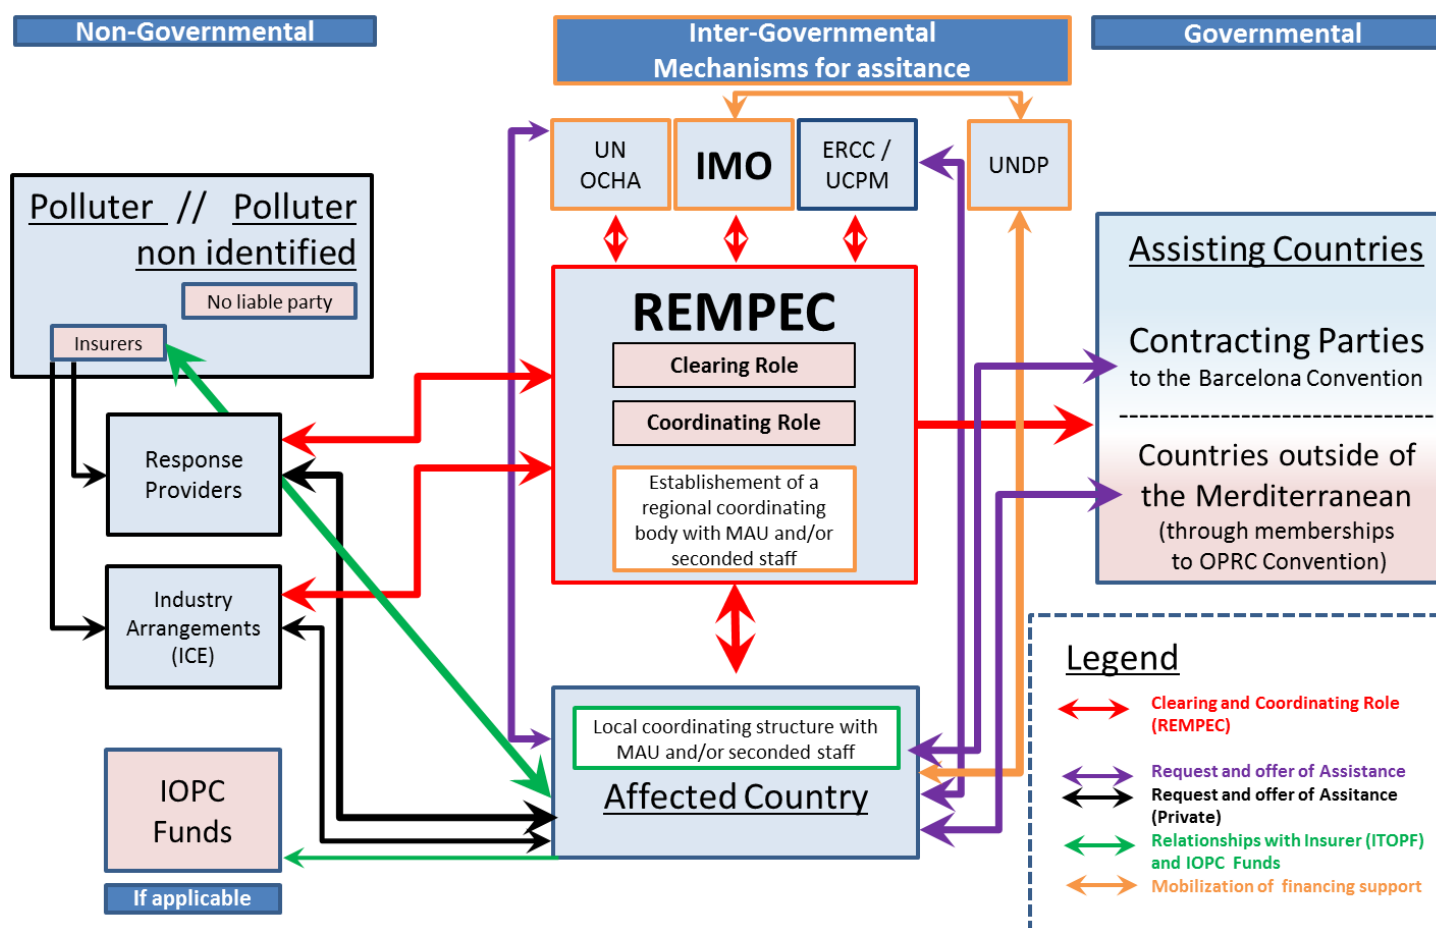 Non-Governmental
Inter-Governmental
Mechanisms for assitance
Governmental
UN
OCHA
IMO
ERCC /
UCPM
UNDP
Polluter // Polluter
non identified
No liable party
Insurers
Response
Providers
Industry
Arrangements
(ICE)
IOPC
Funds
If applicable
REMPEC
Clearing Role
Coordinating Role
Establishement of a
regional coordinating
body with MAU and/or
seconded staff
Local coordinating structure with
MAU and/or seconded staff
Affected Country
Assisting Countries
Contracting Parties
to the Barcelona Convention
---------------------------------
Countries outside of
the Merditerranean
(through memberships
to OPRC Convention)
Legend
Clearing and Coordinating Role
(REMPEC)
Request and offer of Assistance
Request and offer of Assitance
(Private)
Relationships with Insurer (ITOPF)
and IOPC Funds
Mobilization of financing support